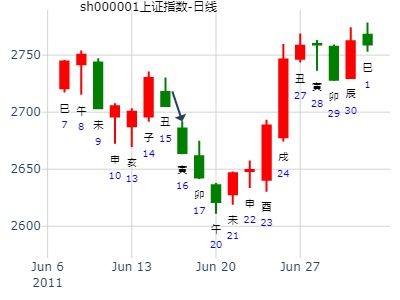 sh000001上证指数-日线
2750
2700
2650
2600
巳
7
午
8
未
9
申
10
亥
13
子
14
丑
15
寅
16
卯
17
午
20
未
21
申
22
酉
23
戌
24
丑
27
寅
28
卯
29
辰
30
巳
1
Jun 6
2011
Jun 13
Jun 20
Jun 27